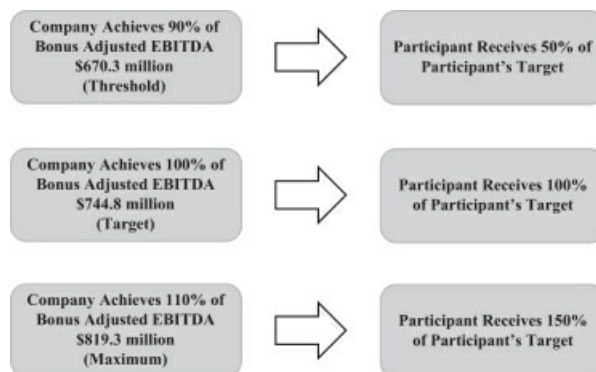 Company Achieves 90% of
Bonus Adjusted EBITDA
$670.3 million
(Threshold)
Participant Receives 50% of
Participant's Target
Company Achieves 100% of
Bonus Adjusted EBITDA
$744.8 million
(Target)
Participant Receives 100%
of Participant's Target
Company Achieves 110% of
Bonus Adjusted EBITDA
$819.3 million
(Maximum)
Participant Receives 150%
of Participant's Target